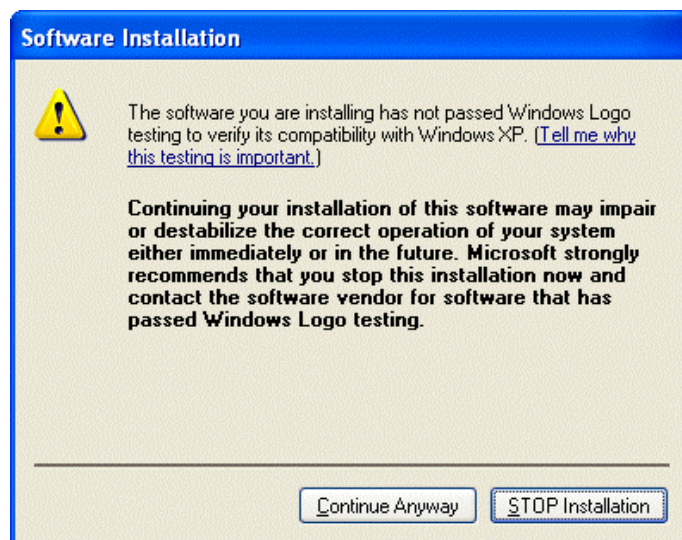 Software Installation
The software you are installing has not passed Windows Logo
testing to verify its compatibility with Windows XP. (Tell me why
this testing is important.)
Continuing your installation of this software may impair
or destabilize the correct operation of your system
either immediately or in the future. Microsoft strongly
recommends that you stop this installation now and
contact the software vendor for software that has
passed Windows Logo testing.
Continue Anyway STOP Installation